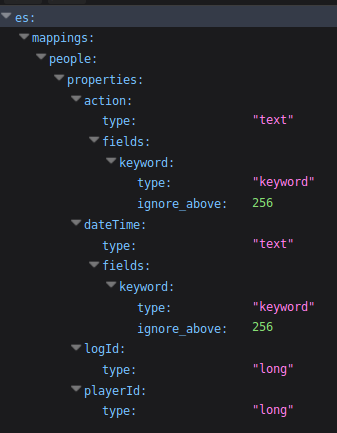 es:
mappings:
people:
properties:
action:
type: "text"
fields:
keyword:
type: "keyword"
ignore_above: 256
dateTime:
type: "text"
fields:
keyword:
type: "keyword"
ignore_above: 256
logId:
type: "long"
playerId:
type: "long"